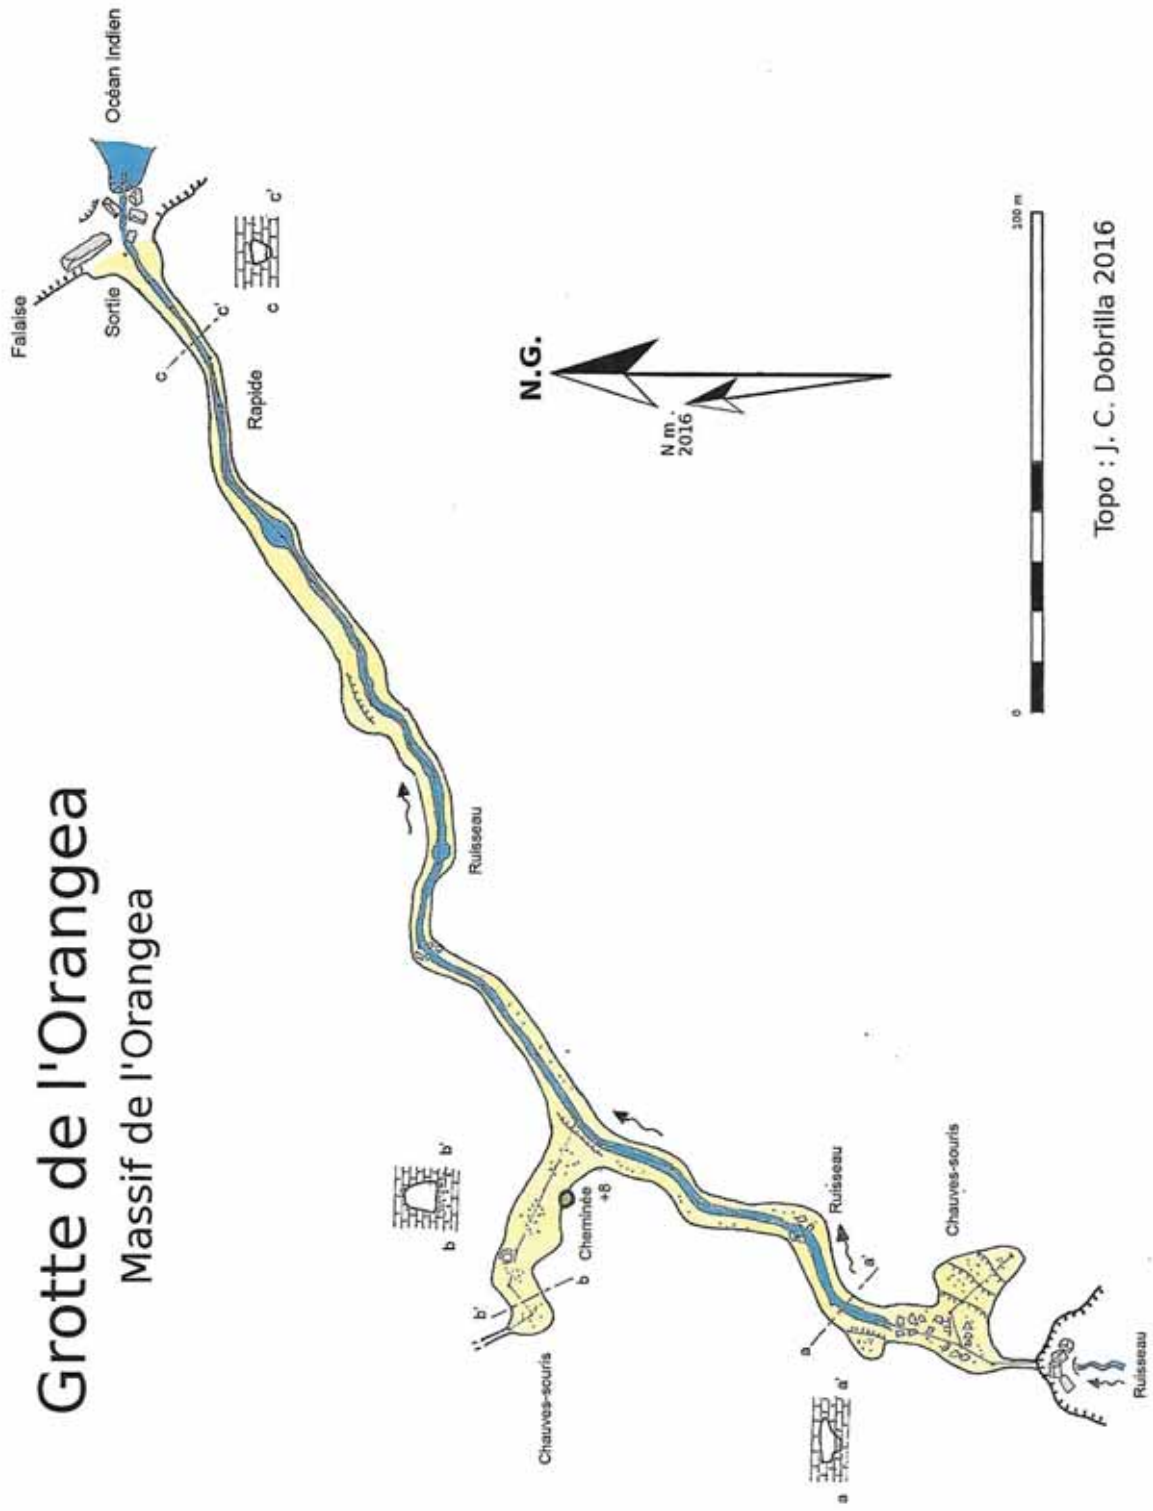 Grotte de l'Orangea
Massif de l'Orangea
Falaise
Océan Indien
Sortie
c
c'
c
c'
Rapide
N.G.
N m.
2016
Ruisseau
b
b'
Cheminée
+8
b'
b
Chauves-souris
Ruisseau
a
a'
a
a'
Chauves-souris
Ruisseau
0
100 m
Topo : J. C. Dobrilla 2016